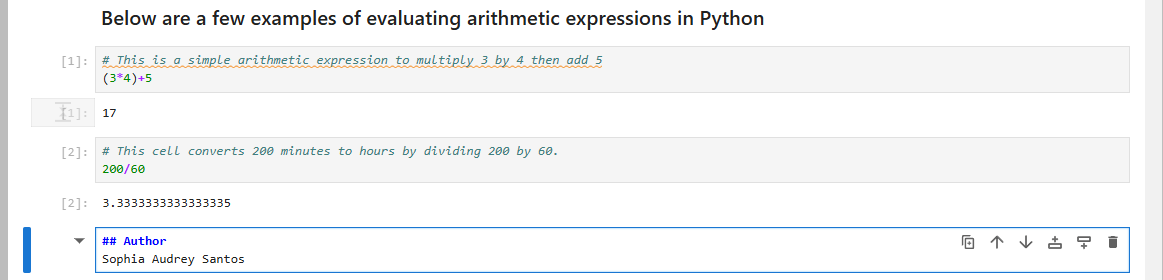 Below are a few examples of evaluating arithmetic expressions in Python
[1]: # This is a simple arithmetic expression to multiply 3 by 4 then add 5
(3*4)+5
[1]: 17
[2]: # This cell converts 200 minutes to hours by dividing 200 by 60.
200/60
[2]: 3.3333333333333335
## Author
Sophia Audrey Santos